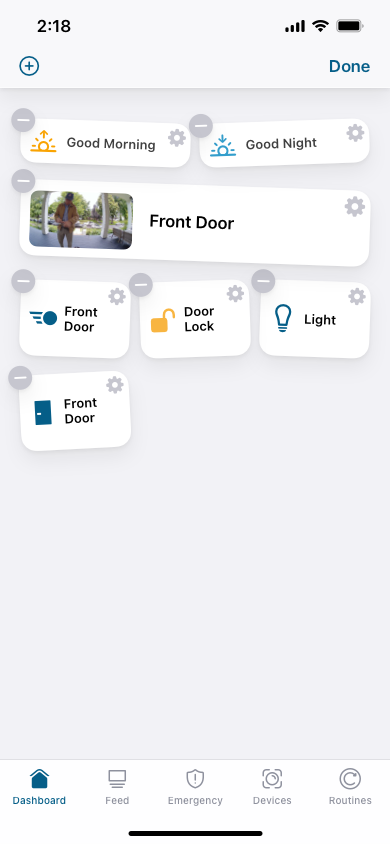 2:18
Done
Good Morning
Good Night
Front Door
Front
Door
Door
Lock
Light
Front
Door
Dashboard
Feed
Emergency
Devices
Routines